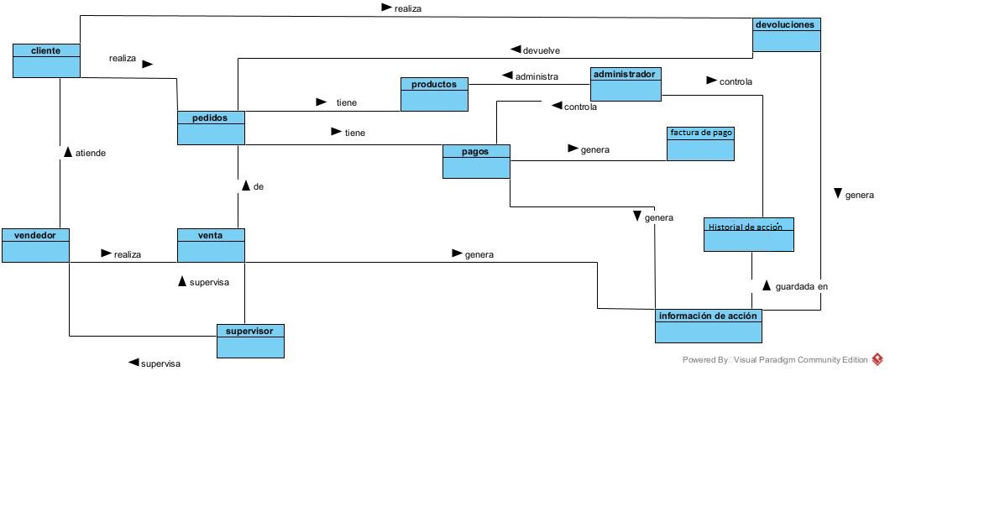 realiza
devoluciones
cliente
devuelve
realiza
administrador
administra
controla
productos
tiene
controla
pedidos
tiene
factura de pago
pagos
genera
atiende
de
genera
genera
Historial de acción
vendedor
venta
realiza
genera
supervisa
guardada en
información de acción
supervisor
Powered By Visual Paradigm Community Edition
supervisa